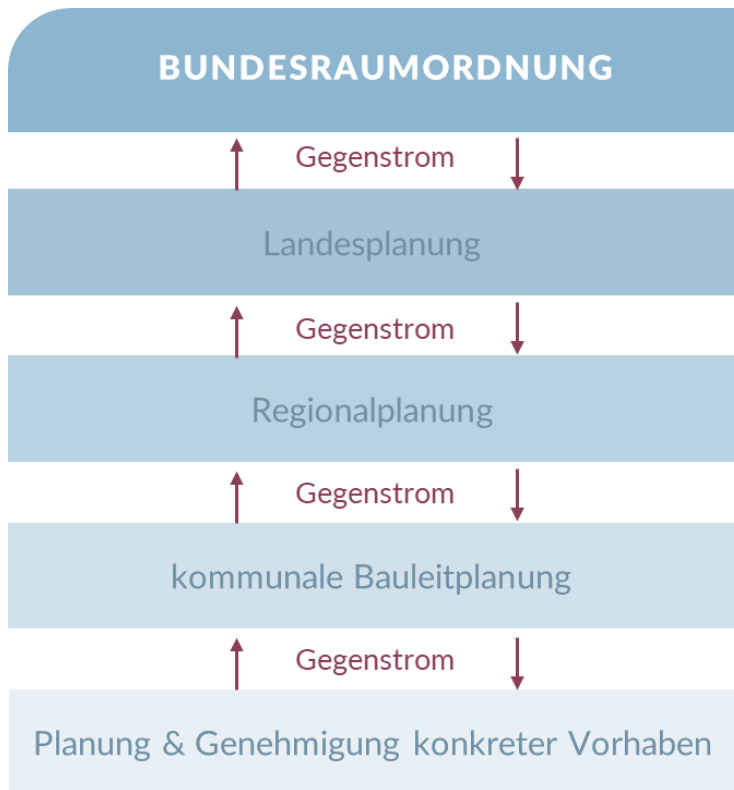 BUNDESRAUMORDNUNG
Gegenstrom
Landesplanung
Gegenstrom
Regionalplanung
Gegenstrom
kommunale Bauleitplanung
Gegenstrom
Planung & Genehmigung konkreter Vorhaben